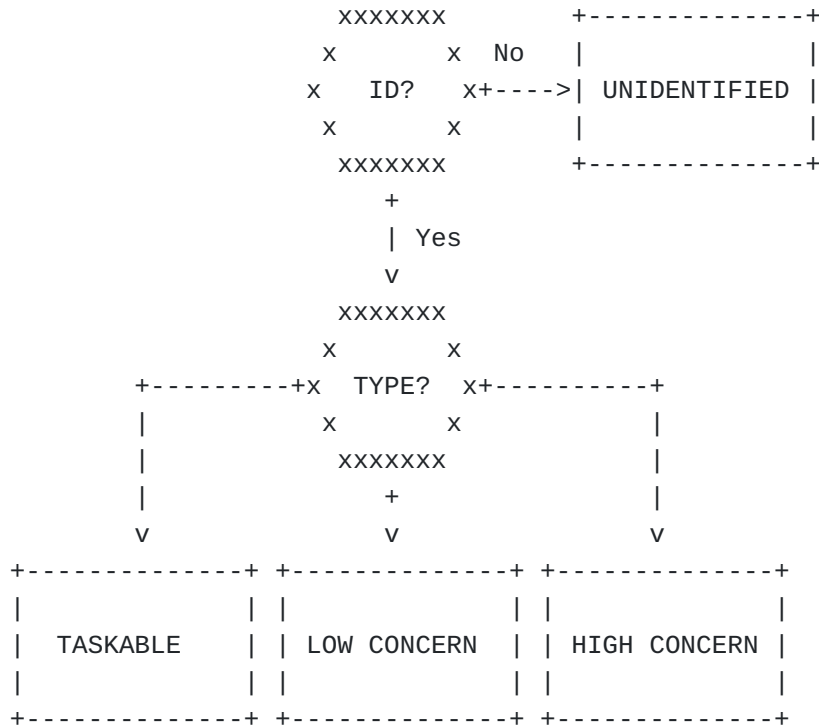 No
ID? UNIDENTIFIED
Yes
TYPE?
TASKABLE LOW CONCERN HIGH CONCERN